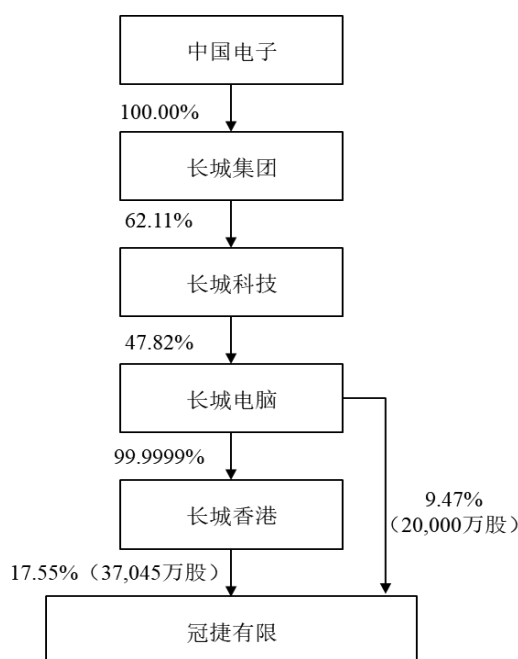 中国电子
100.00%
长城集团
62.11%
长城科技
47.82%
长城电脑
99.9999%
长城香港
9.47%
（20,000万股）
17.55%（37,045万股）
冠捷有限